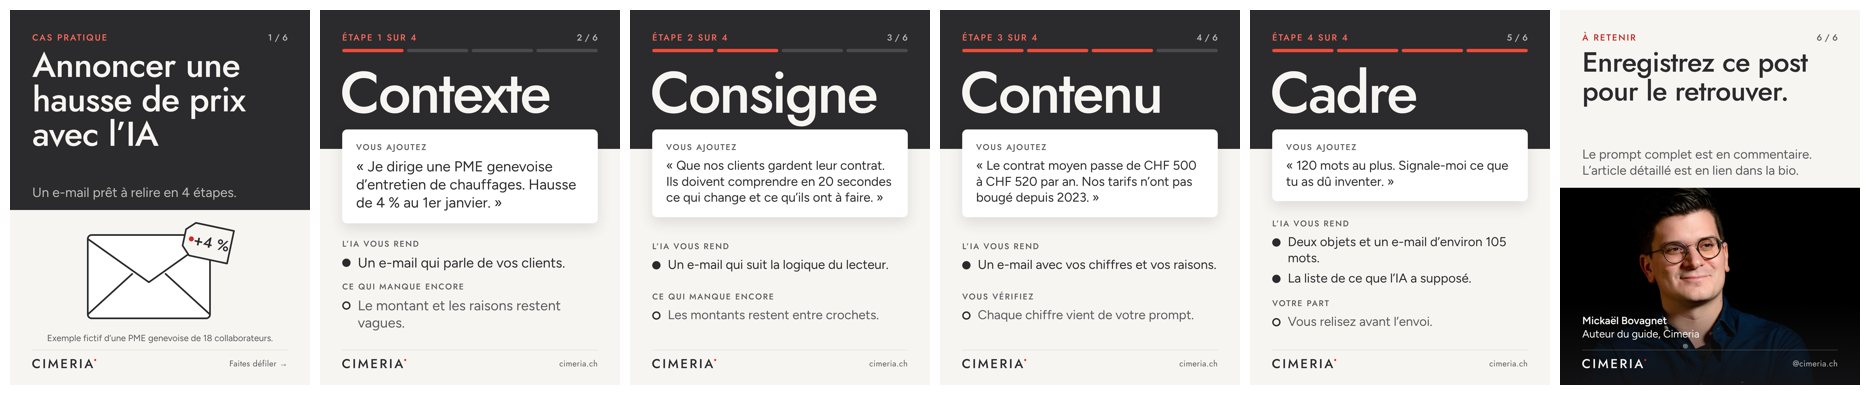 CAS PRATIQUE
1 / 6
Annoncer une
hausse de prix
avec l’IA
Un e-mail prêt à relire en 4 étapes.
+4 %
Exemple fictif d’une PME genevoise de 18 collaborateurs.
CIMERIA
Faites défiler →
ÉTAPE 1 SUR 4
2 / 6
Contexte
VOUS AJOUTEZ
« Je dirige une PME genevoise
d’entretien de chauffages. Hausse
de 4 % au 1er janvier. »
L’IA VOUS REND
Un e-mail qui parle de vos clients.
CE QUI MANQUE ENCORE
Le montant et les raisons restent
vagues.
CIMERIA
cimeria.ch
ÉTAPE 2 SUR 4
3 / 6
Consigne
VOUS AJOUTEZ
« Que nos clients gardent leur contrat.
Ils doivent comprendre en 20 secondes
ce qui change et ce qu’ils ont à faire. »
L’IA VOUS REND
Un e-mail qui suit la logique du lecteur.
CE QUI MANQUE ENCORE
Les montants restent entre crochets.
CIMERIA
cimeria.ch
ÉTAPE 3 SUR 4
4 / 6
Contenu
VOUS AJOUTEZ
« Le contrat moyen passe de CHF 500
à CHF 520 par an. Nos tarifs n’ont pas
bougé depuis 2023. »
L’IA VOUS REND
Un e-mail avec vos chiffres et vos raisons.
VOUS VÉRIFIEZ
Chaque chiffre vient de votre prompt.
CIMERIA
cimeria.ch
ÉTAPE 4 SUR 4
5 / 6
Cadre
VOUS AJOUTEZ
« 120 mots au plus. Signale-moi ce que
tu as dû inventer. »
L’IA VOUS REND
Deux objets et un e-mail d’environ 105
mots.
La liste de ce que l’IA a supposé.
VOTRE PART
Vous relisez avant l’envoi.
CIMERIA
cimeria.ch
À RETENIR
6 / 6
Enregistrez ce post
pour le retrouver.
Le prompt complet est en commentaire.
L’article détaillé est en lien dans la bio.
Mickaël Bovagnet
Auteur du guide, Cimeria
CIMERIA
@cimeria.ch